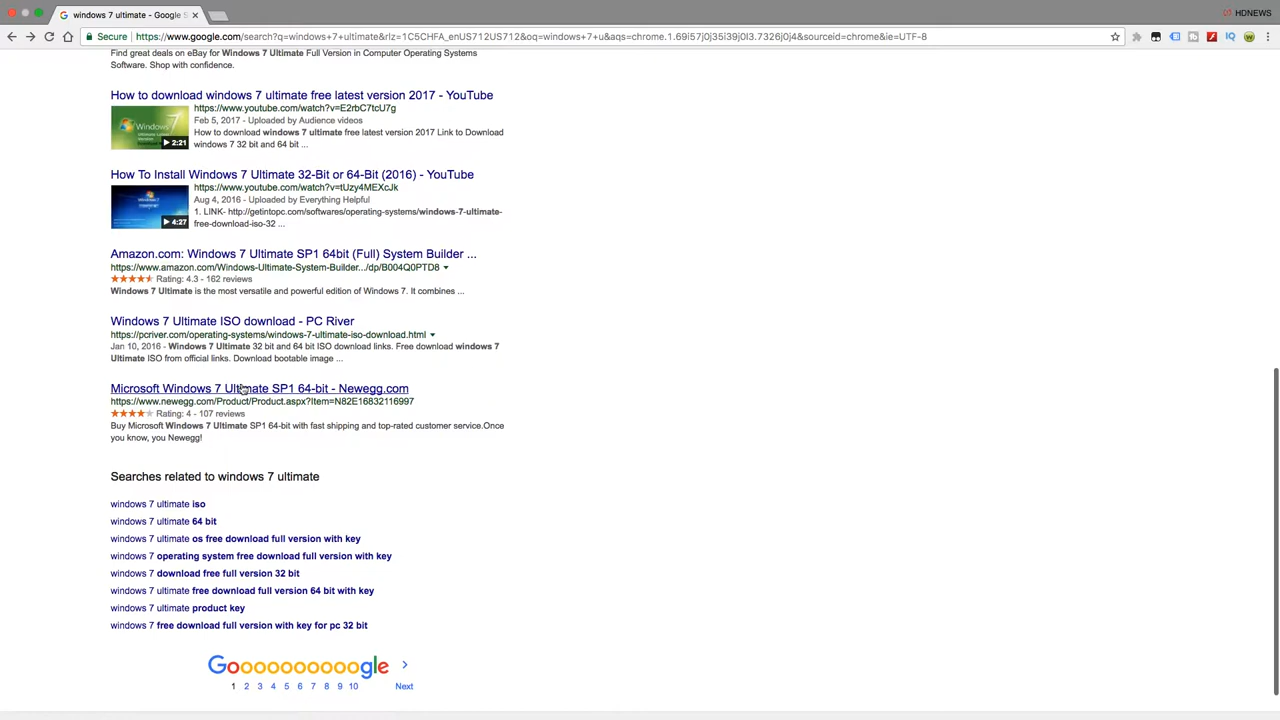 windows 7 ultimate - Google S
HDNEWS
Secure
https://www.google.com/search?q=windows+7+ultimate&rlz=1C5CHFA_enUS712US712&oq=windows+7+u&aqs=chrome.1.69i57j0j35i39j0l3.7326j0j4&sourceid=chrome&ie=UTF-8
Find great deals on eBay for Windows 7 Ultimate Full Version in Computer Operating Systems
Software. Shop with confidence.
How to download windows 7 ultimate free latest version 2017 - YouTube
https://www.youtube.com/watch?v=E2rbC7tcU7g
Feb 5, 2017 - Uploaded by Audience videos
How to download windows 7 ultimate free latest version 2017 Link to Download
windows 7 32 bit and 64 bit ...
2:21
How To Install Windows 7 Ultimate 32-Bit or 64-Bit (2016) - YouTube
https://www.youtube.com/watch?v=tUzy4MEXcJk
Aug 4, 2016 - Uploaded by Everything Helpful
1. LINK- http://getintopc.com/softwares/operating-systems/windows-7-ultimate-
free-download-iso-32 ...
4:27
Amazon.com: Windows 7 Ultimate SP1 64bit (Full) System Builder ...
https://www.amazon.com/Windows-Ultimate-System-Builder.../dp/B004Q0PTD8
Rating: 4.3 - 162 reviews
Windows 7 Ultimate is the most versatile and powerful edition of Windows 7. It combines ...
Windows 7 Ultimate ISO download - PC River
https://pcriver.com/operating-systems/windows-7-ultimate-iso-download.html
Jan 10, 2016 - Windows 7 Ultimate 32 bit and 64 bit ISO download links. Free download windows 7
Ultimate ISO from official links. Download bootable image ...
Microsoft Windows 7 Ultimate SP1 64-bit - Newegg.com
https://www.newegg.com/Product/Product.aspx?Item=N82E16832116997
Rating: 4 - 107 reviews
Buy Microsoft Windows 7 Ultimate SP1 64-bit with fast shipping and top-rated customer service.Once
you know, you Newegg!
Searches related to windows 7 ultimate
windows 7 ultimate iso
windows 7 ultimate 64 bit
windows 7 ultimate os free download full version with key
windows 7 operating system free download full version with key
windows 7 download free full version 32 bit
windows 7 ultimate free download full version 64 bit with key
windows 7 ultimate product key
windows 7 free download full version with key for pc 32 bit
Goooooooooogle
1 2 3 4 5 6 7 8 9 10 Next